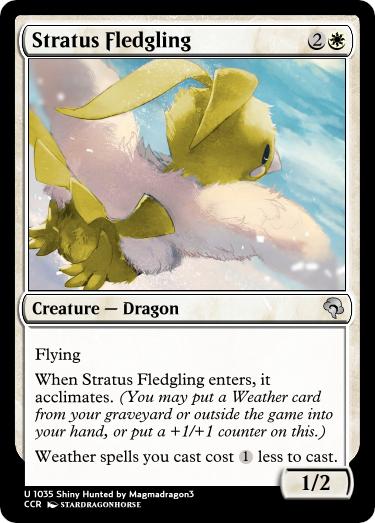 Stratus Fledgling 2
Creature — Dragon
Flying
When Stratus Fledgling enters, it
acclimates. (You may put a Weather card
from your graveyard or outside the game into
your hand, or put a +1/+1 counter on this.)
Weather spells you cast cost 1 less to cast.
1/2
U 1035 Shiny Hunted by Magmadragon3
CCR STARDRAGONHORSE